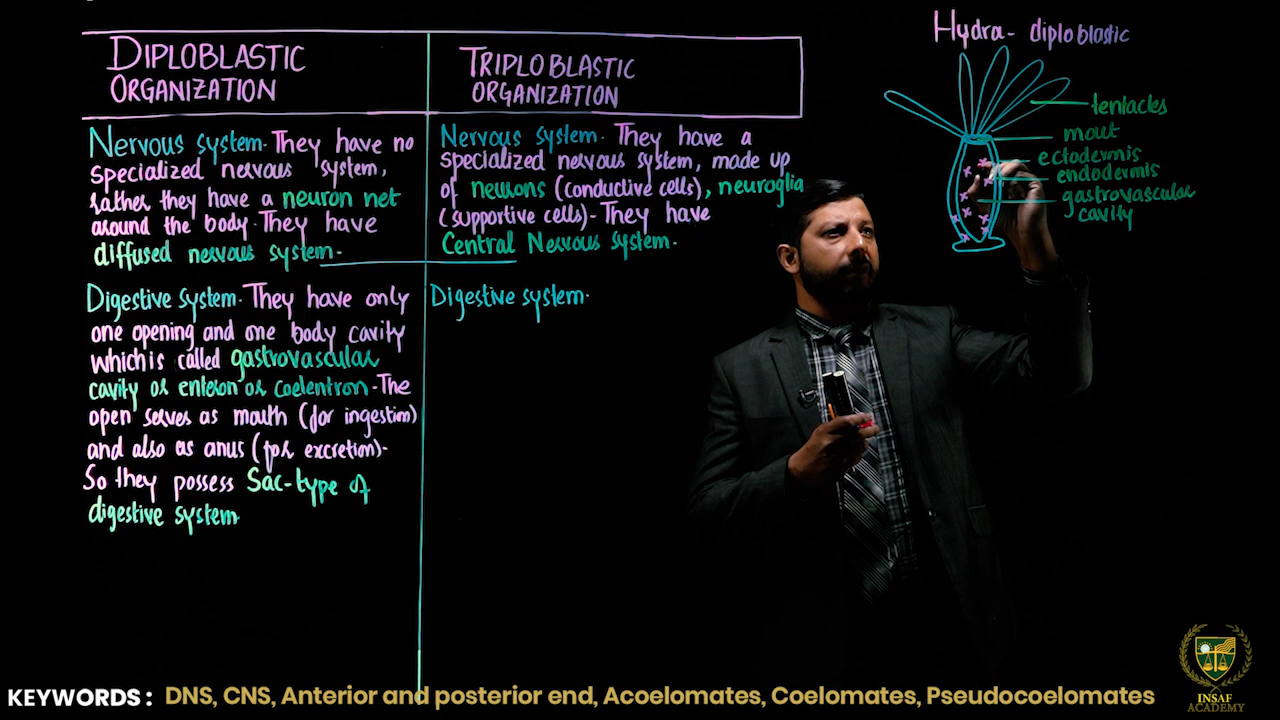 Hydra - diploblastic
DIPLOBLASTIC
ORGANIZATION
TRIPLOBLASTIC
ORGANIZATION
Nervous system. They have no
specialized nervous system,
rather they have a neuron net
around the body. They have
diffused nervous system.
Nervous system. They have a
specialized nervous system, made up
of neurons (conductive cells), neuroglia
(supportive cells). They have
Central Nervous System.
Digestive system. They have only
one opening and one body cavity
which is called gastrovascular
cavity or enteron or coelentron. The
open serves as mouth (for ingestion)
and also as anus (for excretion).
So they possess Sac-type of
digestive system.
Digestive system.
tentacles
mout
ectodermis
endodermis
gastrovascular
cavity
KEYWORDS : DNS, CNS, Anterior and posterior end, Acoelomates, Coelomates, Pseudocoelomates
INSAF
ACADEMY